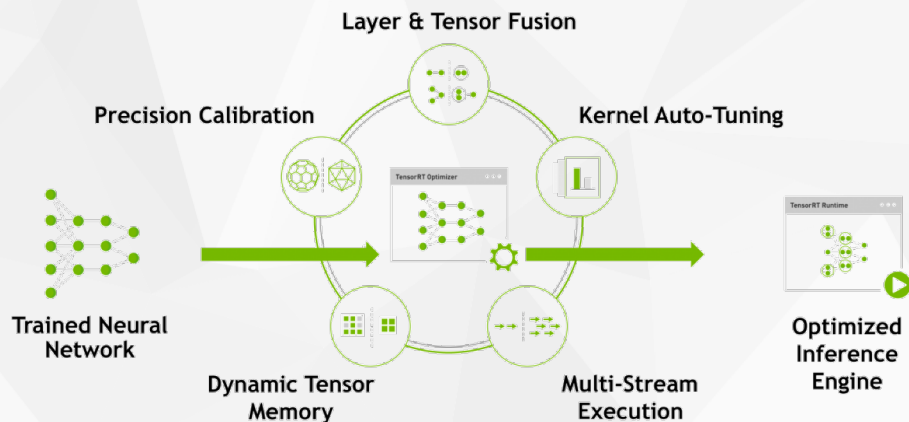 Layer & Tensor Fusion
Precision Calibration
Kernel Auto-Tuning
TensorRT Optimizer
TensorRT Runtime
Trained Neural
Network
Optimized
Inference
Engine
Dynamic Tensor
Memory
Multi-Stream
Execution